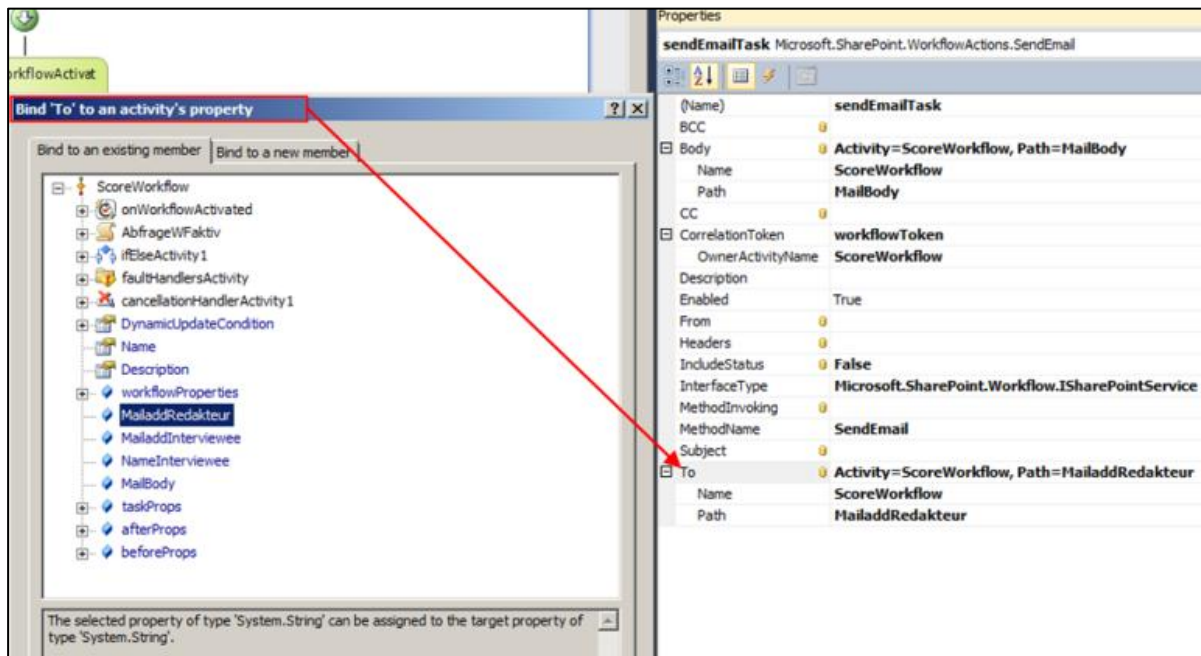 orkflowActivat
Bind 'To' to an activity's property
Bind to an existing member
Bind to a new member
ScoreWorkflow
onWorkflowActivated
AbfrageWFaktiv
ifElseActivity1
faultHandlersActivity
cancellationHandlerActivity1
DynamicUpdateCondition
Name
Description
workflowProperties
MailaddRedakteur
MailaddInterviewee
NameInterviewee
MailBody
taskProps
afterProps
beforeProps
The selected property of type 'System.String' can be assigned to the target property of
type 'System.String'.
Properties
sendEmailTask Microsoft.SharePoint.WorkflowActions.SendEmail
(Name) sendEmailTask
BCC
Body Activity=ScoreWorkflow, Path=MailBody
Name ScoreWorkflow
Path MailBody
CC
CorrelationToken workflowToken
OwnerActivityName ScoreWorkflow
Description
Enabled True
From
Headers
IncludeStatus False
InterfaceType Microsoft.SharePoint.Workflow.ISharePointService
MethodInvoking
MethodName SendEmail
Subject
To Activity=ScoreWorkflow, Path=MailaddRedakteur
Name ScoreWorkflow
Path MailaddRedakteur